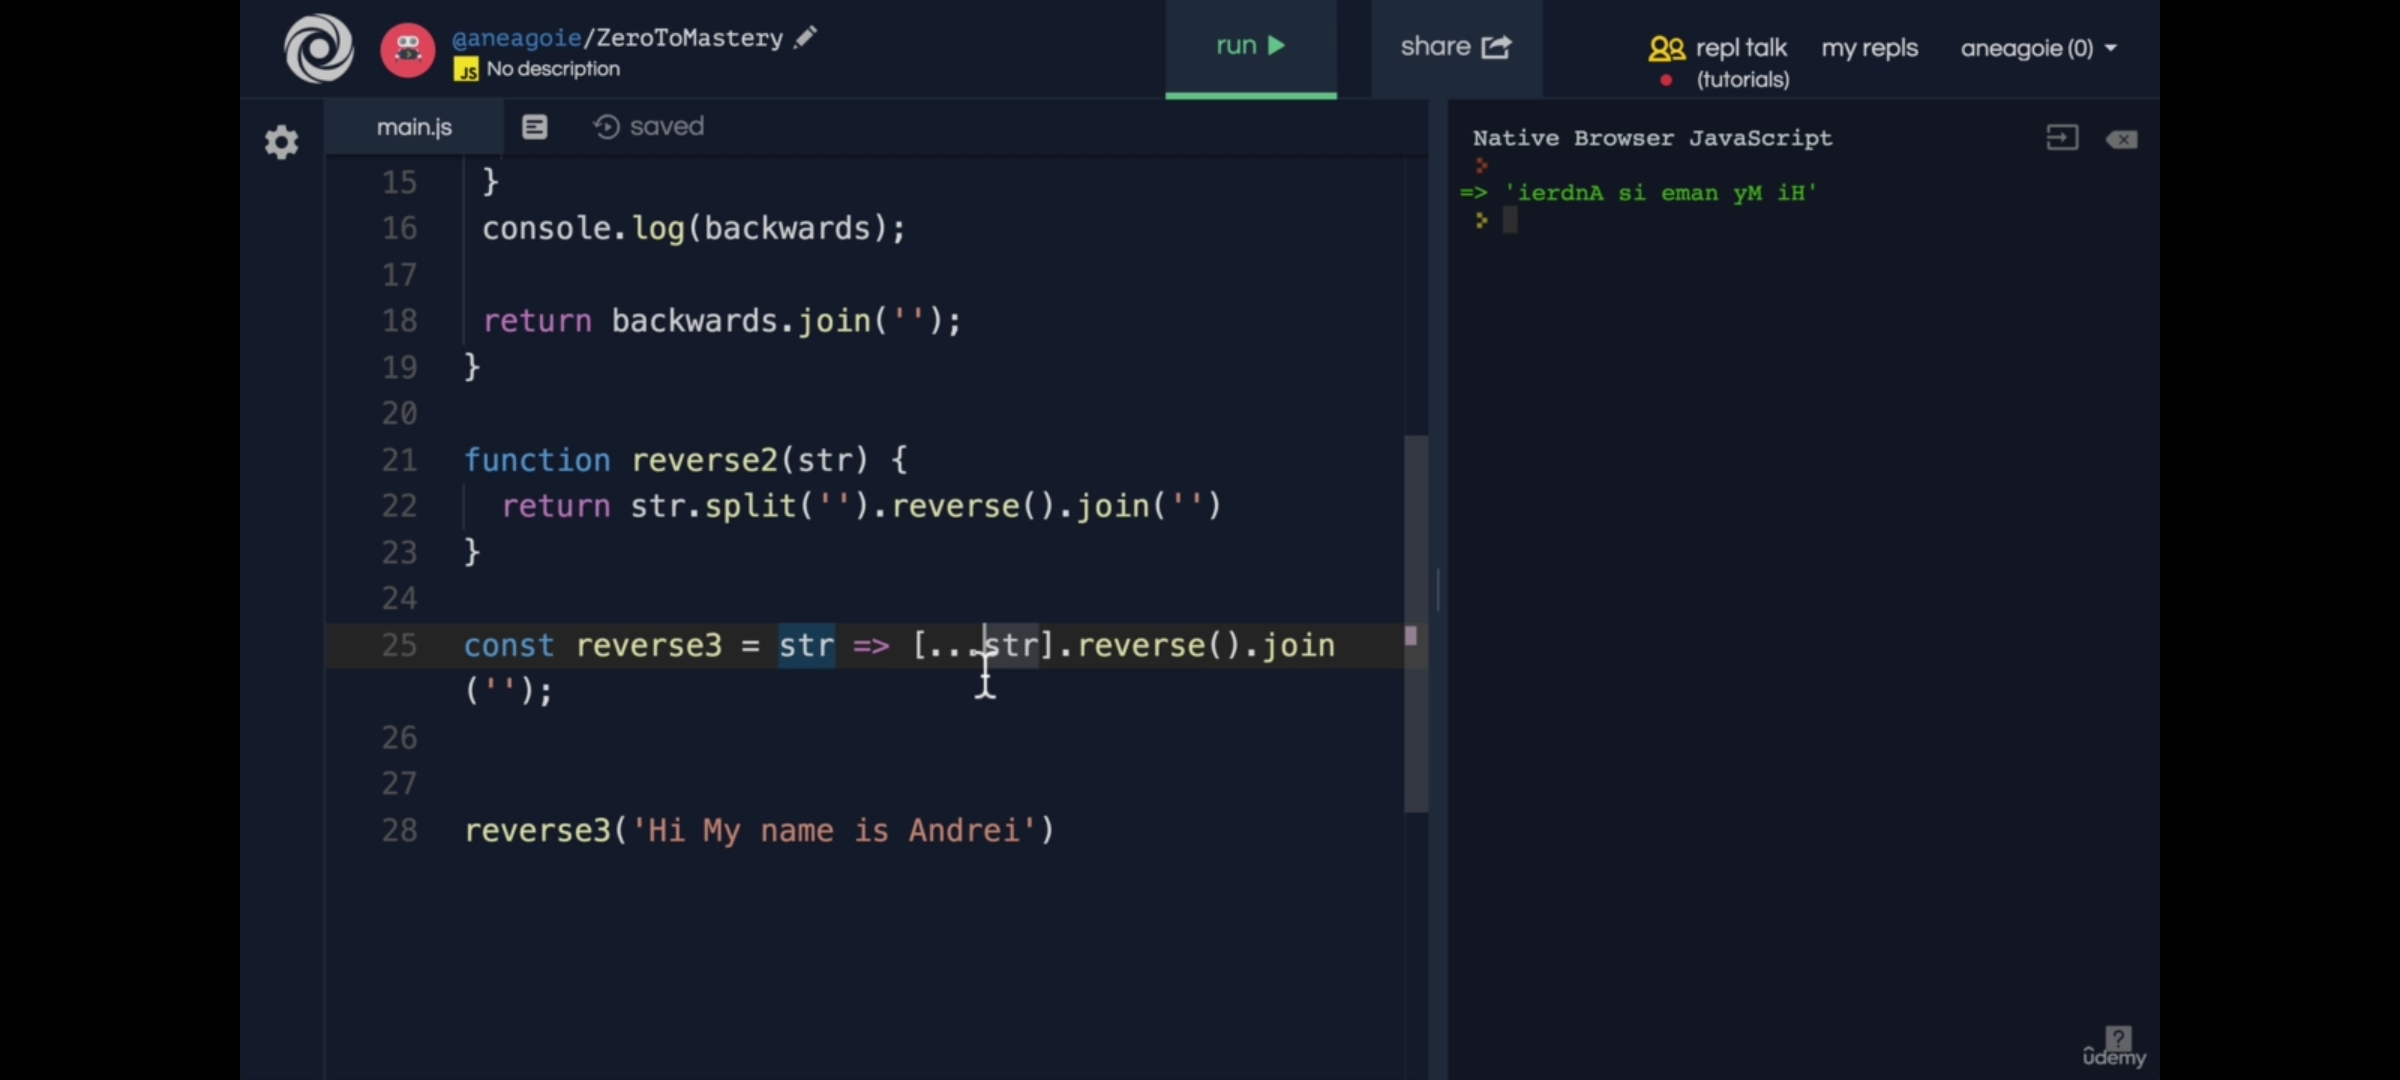 @aneagoie/ZeroToMastery
JS No description
run
share
repl talk
(tutorials)
my repls
aneagoie (0)
main.js
saved
15 }
16 console.log(backwards);
17
18 return backwards.join('');
19 }
20
21 function reverse2(str) {
22 return str.split('').reverse().join('')
23 }
24
25 const reverse3 = str => [...str].reverse().join
('');
26
27
28 reverse3('Hi My name is Andrei')
Native Browser JavaScript
=> 'ierdnA si eman yM iH'
?
ûdemy